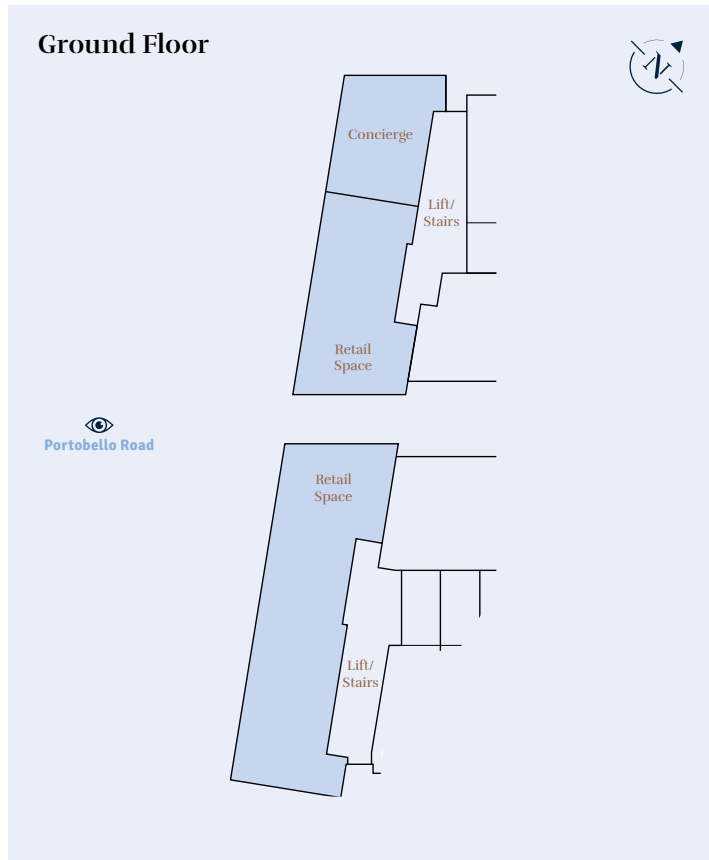 Ground Floor
N
Concierge
Lift/
Stairs
Retail
Space
Portobello Road
Retail
Space
Lift/
Stairs